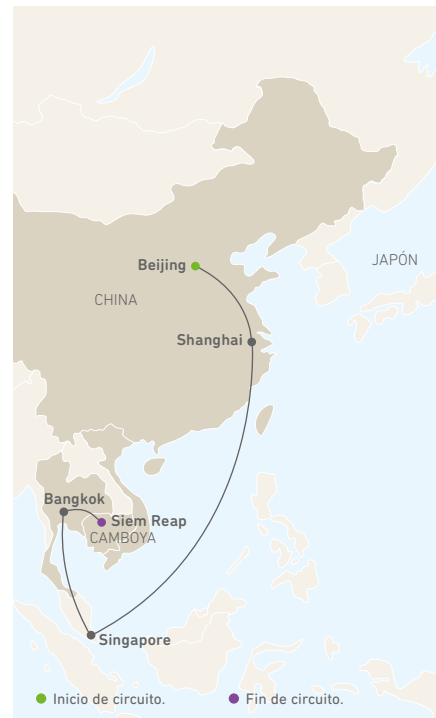 Beijing
JAPÓN
CHINA
Shanghai
Bangkok
Siem Reap
CAMBOYA
Singapore
Inicio de circuito.
Fin de circuito.